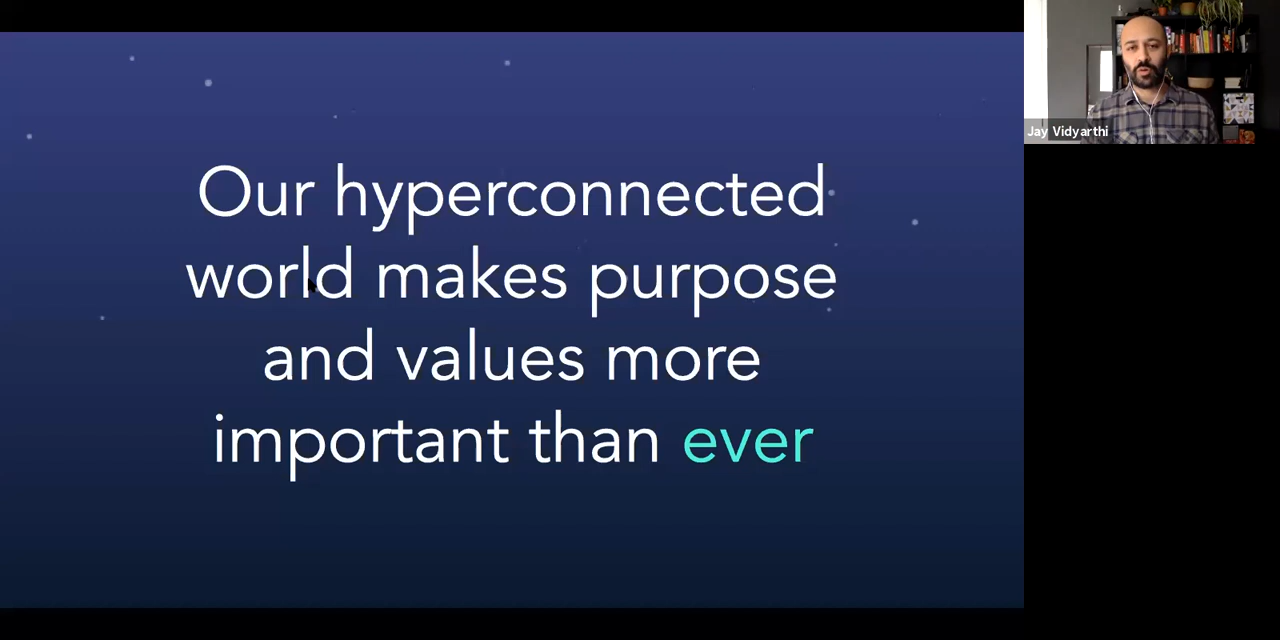 Our hyperconnected
world makes purpose
and values more
important than ever
Jay Vidyarthi